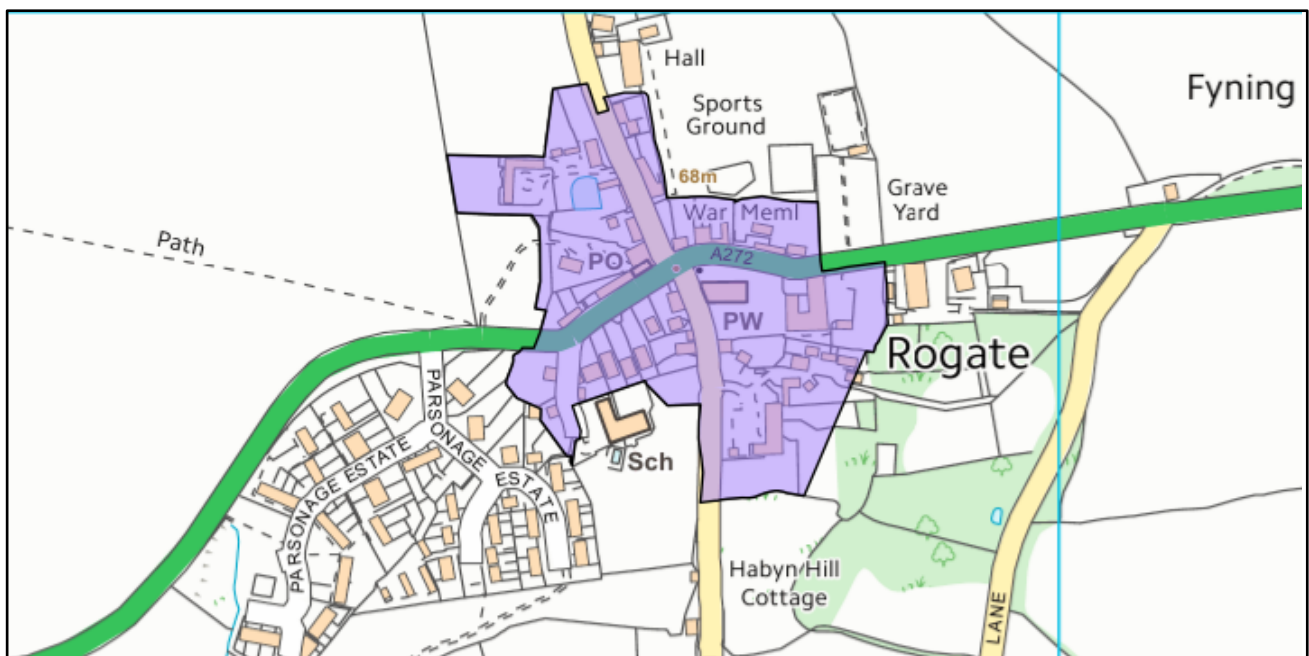 Hall
Fyning
Sports
Ground
68m
Grave
Yard
War Meml
Path
A272
PO
PW
Rogate
PARSONAGE
PARSONAGE ESTATE
ESTATE
Sch
Habyn Hill
Cottage
68m
LANE